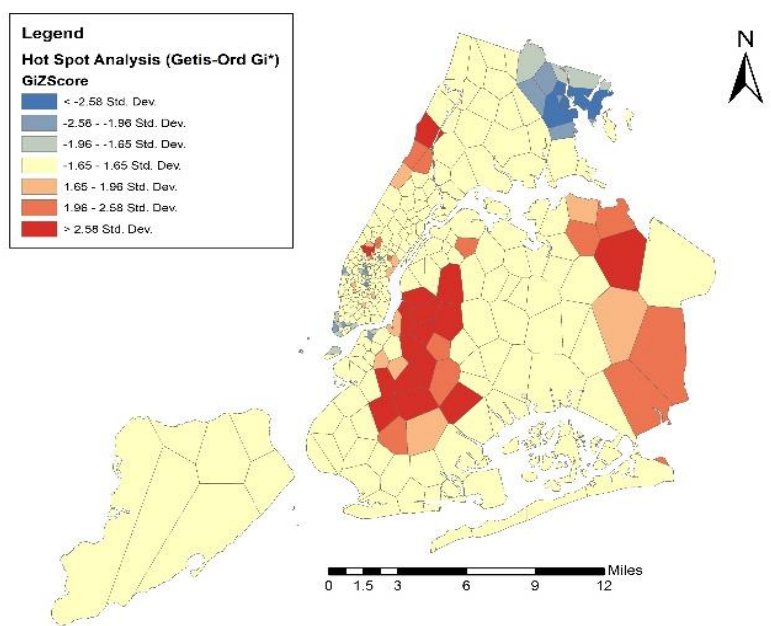 Legend
Hot Spot Analysis (Getis-Ord Gi*)
GiZScore
< -2.58 Std. Dev.
-2.58 - -1.96 Std. Dev.
-1.96 - -1.65 Std. Dev.
-1.65 - 1.65 Std. Dev.
1.65 - 1.96 Std. Dev.
1.96 - 2.58 Std. Dev.
> 2.58 Std. Dev.
N
Miles
0 1.5 3 6 9 12